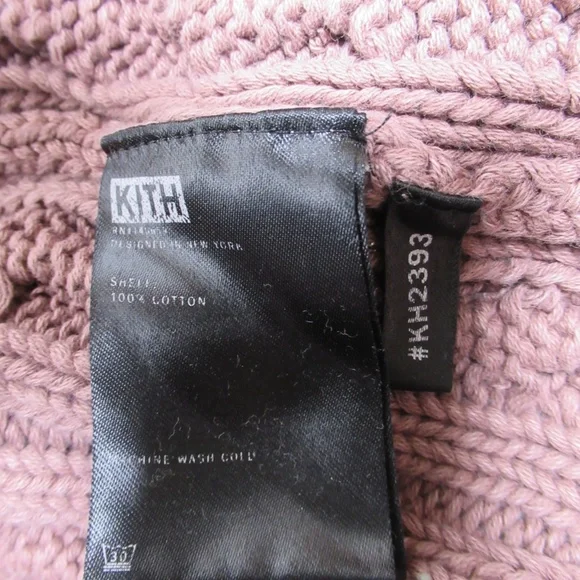 KITH
DESIGNED IN NEW YORK
SHELL
100% COTTON
MACHINE WASH COLD
30
#KH2393